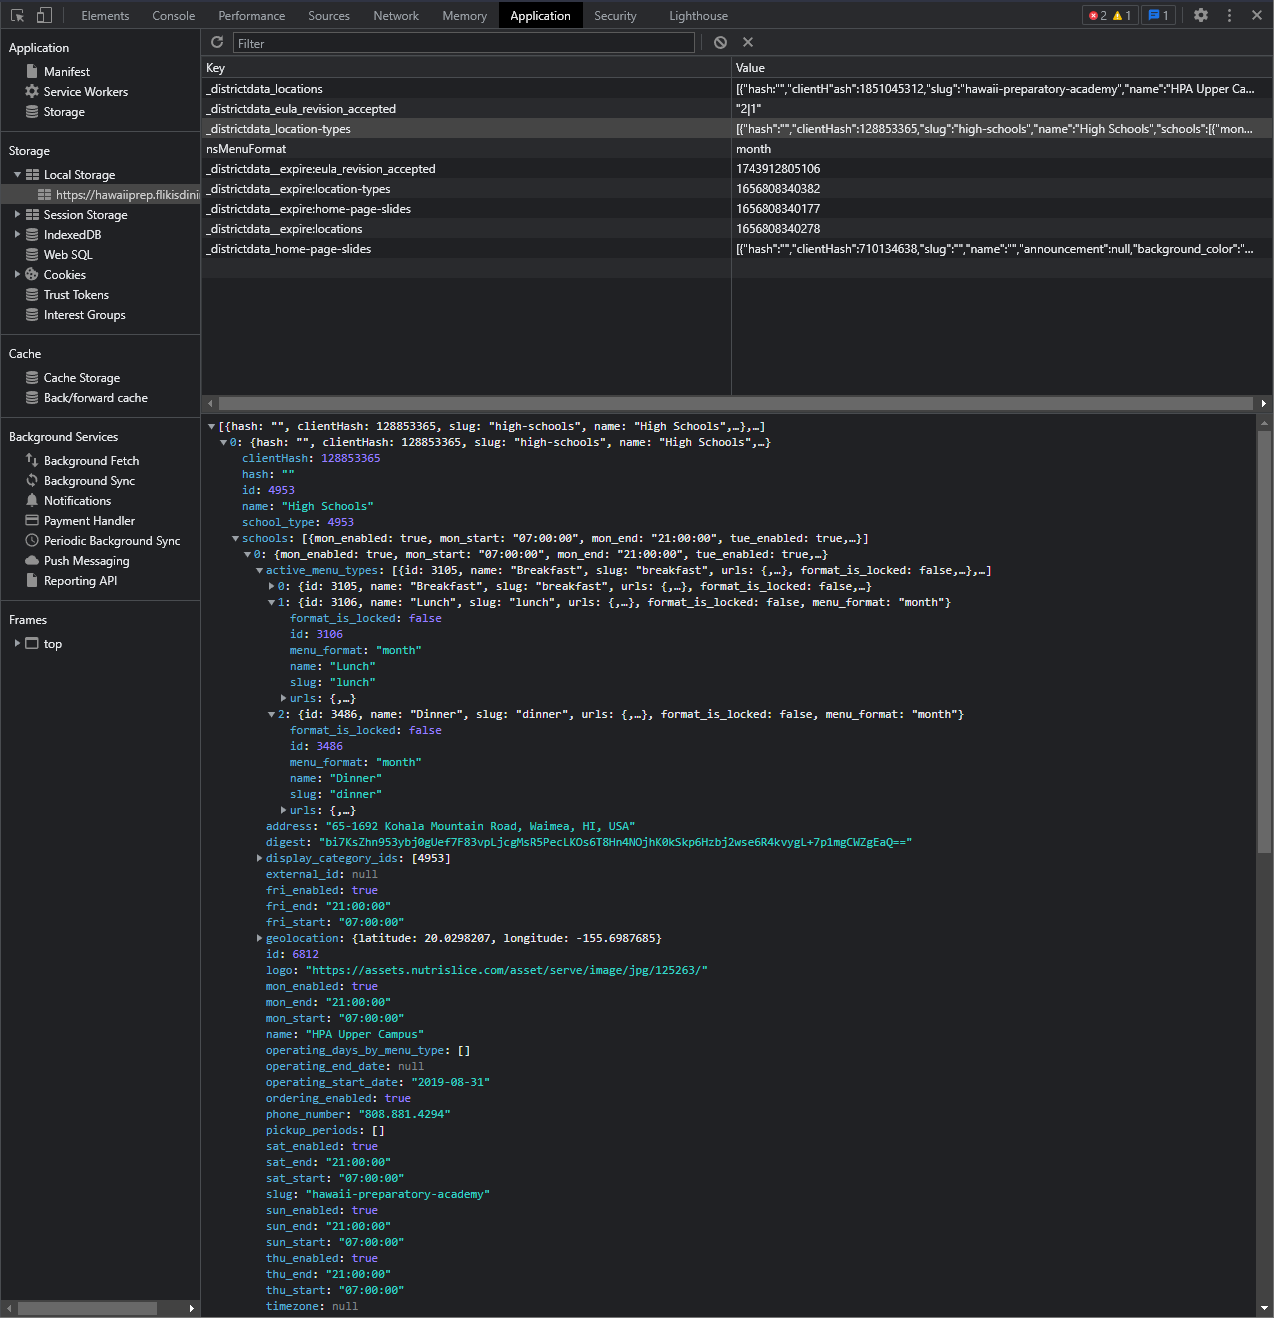 Elements Console Sources Network Performance Memory Application Security Lighthouse 2 1 1
Application
Manifest
Service Workers
Storage
Storage
Local Storage
https://hawaiiprep.flikisdini
Session Storage
IndexedDB
Web SQL
Cookies
Trust Tokens
Interest Groups
Cache
Cache Storage
Back/forward cache
Background Services
Background Fetch
Background Sync
Notifications
Payment Handler
Periodic Background Sync
Push Messaging
Reporting API
Frames
top
Filter
Key Value
_districtdata_locations [{"hash:"","clientH"ash":1851045312,"slug":"hawaii-preparatory-academy","name":"HPA Upper Ca...
_districtdata_eula_revision_accepted "2|1"
_districtdata_location-types [{"hash":"","clientHash":128853365,"slug":"high-schools","name":"High Schools","schools":[{"mon...
nsMenuFormat month
_districtdata__expire:eula_revision_accepted 1743912805106
_districtdata__expire:location-types 1656808340382
_districtdata__expire:home-page-slides 1656808340177
_districtdata__expire:locations 1656808340278
_districtdata_home-page-slides [{"hash":"","clientHash":710134638,"slug":"","name":"","announcement":null,"background_color":"...
[{hash: "", clientHash: 128853365, slug: "high-schools", name: "High Schools",…},…]
0: {hash: "", clientHash: 128853365, slug: "high-schools", name: "High Schools",…}
clientHash: 128853365
hash: ""
id: 4953
name: "High Schools"
school_type: 4953
schools: [{mon_enabled: true, mon_start: "07:00:00", mon_end: "21:00:00", tue_enabled: true,…}]
0: {mon_enabled: true, mon_start: "07:00:00", mon_end: "21:00:00", tue_enabled: true,…}
active_menu_types: [{id: 3105, name: "Breakfast", slug: "breakfast", urls: {,…}, format_is_locked: false,…},…]
0: {id: 3105, name: "Breakfast", slug: "breakfast", urls: {,…}, format_is_locked: false,…}
1: {id: 3106, name: "Lunch", slug: "lunch", urls: {,…}, format_is_locked: false, menu_format: "month"}
format_is_locked: false
id: 3106
menu_format: "month"
name: "Lunch"
slug: "lunch"
urls: {,…}
2: {id: 3486, name: "Dinner", slug: "dinner", urls: {,…}, format_is_locked: false, menu_format: "month"}
format_is_locked: false
id: 3486
menu_format: "month"
name: "Dinner"
slug: "dinner"
urls: {,…}
address: "65-1692 Kohala Mountain Road, Waimea, HI, USA"
digest: "bi7KsZhn953ybj0gUef7F83vpLjcgMsR5PecLKOs6T8Hn4NOjhK0kSkp6Hzbj2wse6R4kvygL+7p1mgCWZgEaQ=="
display_category_ids: [4953]
external_id: null
fri_enabled: true
fri_end: "21:00:00"
fri_start: "07:00:00"
geolocation: {latitude: 20.0298207, longitude: -155.6987685}
id: 6812
logo: "https://assets.nutrislice.com/asset/serve/image/jpg/125263/"
mon_enabled: true
mon_end: "21:00:00"
mon_start: "07:00:00"
name: "HPA Upper Campus"
operating_days_by_menu_type: []
operating_end_date: null
operating_start_date: "2019-08-31"
ordering_enabled: true
phone_number: "808.881.4294"
pickup_periods: []
sat_enabled: true
sat_end: "21:00:00"
sat_start: "07:00:00"
slug: "hawaii-preparatory-academy"
sun_enabled: true
sun_end: "21:00:00"
sun_start: "07:00:00"
thu_enabled: true
thu_end: "21:00:00"
thu_start: "07:00:00"
timezone: null